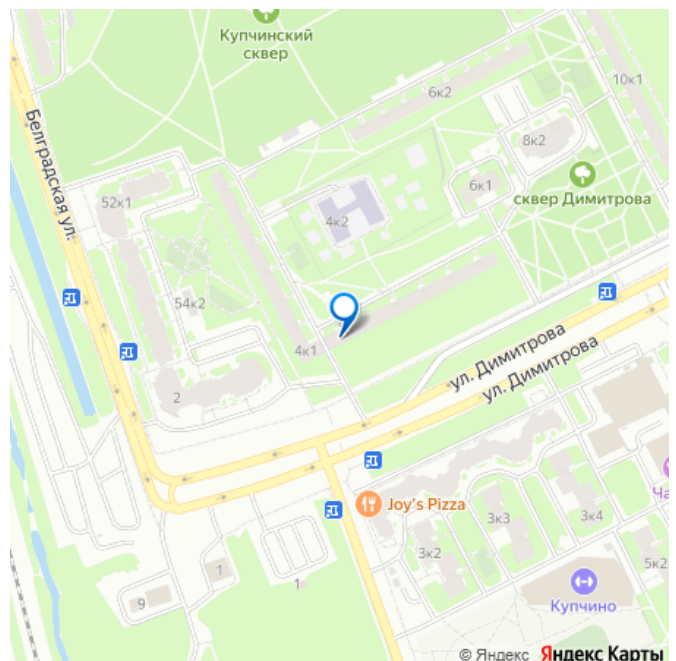 Купчинский
сквер
10к1
6к2
8к2
Белградская ул.
6к1
52к1
сквер Димитрова
4к2
54к2
4к1
ул. Димитрова
ул. Димитрова
2
Joy's Pizza
3к3
3к4
Ча
3к2
5к2
1
1
9
Купчино
© Яндекс Яндекс Карты